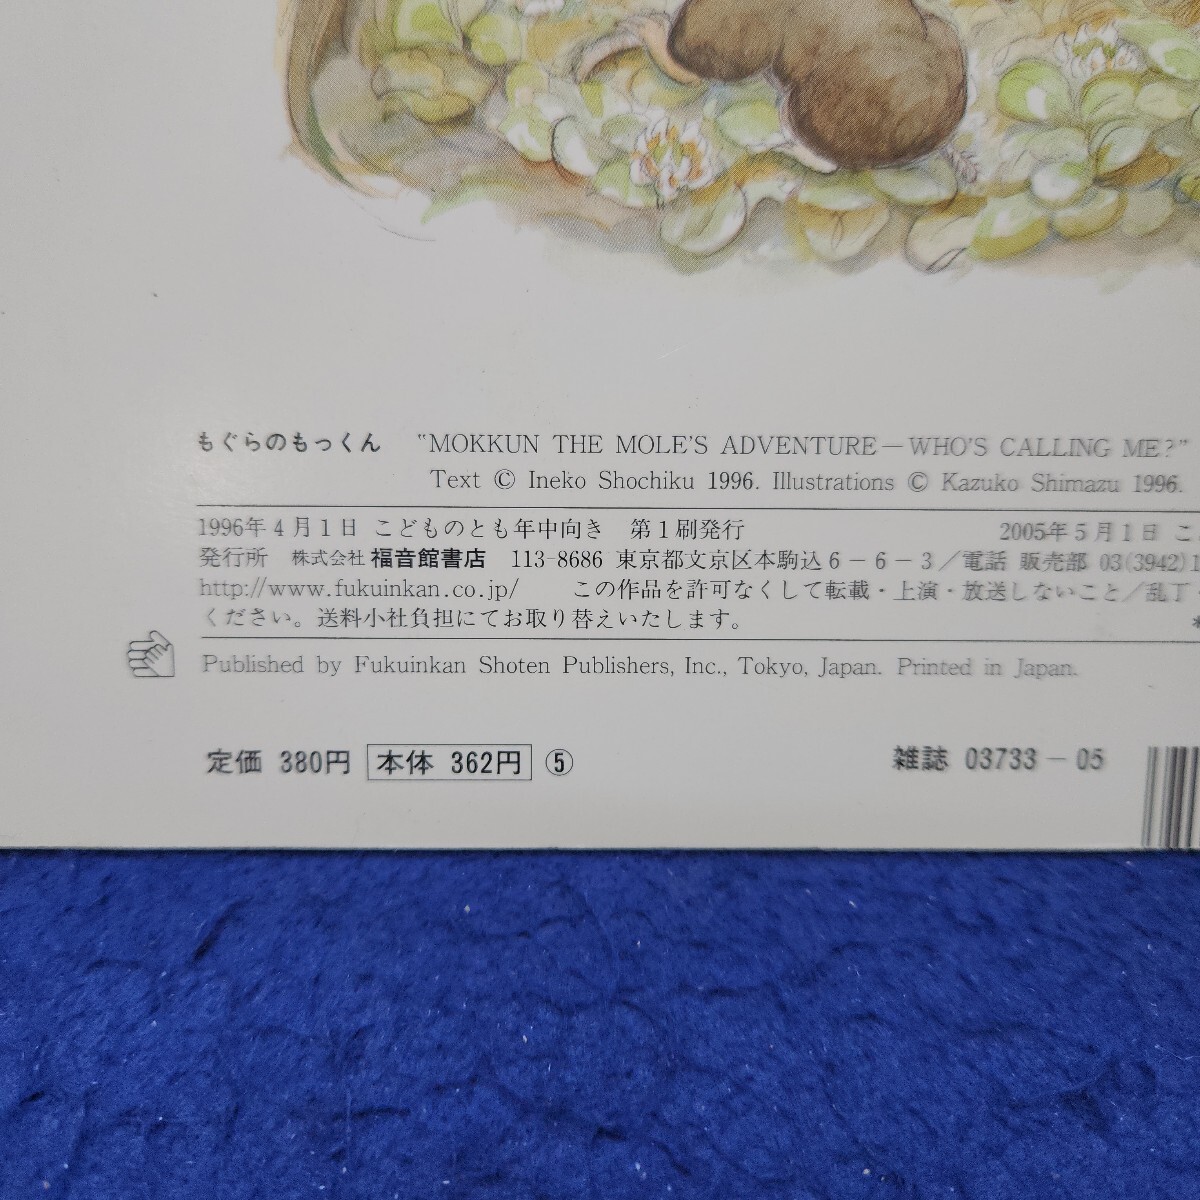 もぐらのもっくん "MOKKUN THE MOLE'S ADVENTURE—WHO'S CALLING ME?"
Text © Ineko Shochiku 1996. Illustrations © Kazuko Shimazu 1996.
1996年4月1日 こどものとも年中向き 第1刷発行 2005年5月1日 こ
発行所 株式会社 福音館書店 113-8686 東京都文京区本駒込6-6-3／電話 販売部 03(3942)1
http://www.fukuinkan.co.jp/ この作品を許可なくして転載・上演・放送しないこと／乱丁・
ください。送料小社負担にてお取り替えいたします。 *
Published by Fukuinkan Shoten Publishers, Inc., Tokyo, Japan. Printed in Japan.
定価 380円 本体 362円 ⑤ 雑誌 03733-05